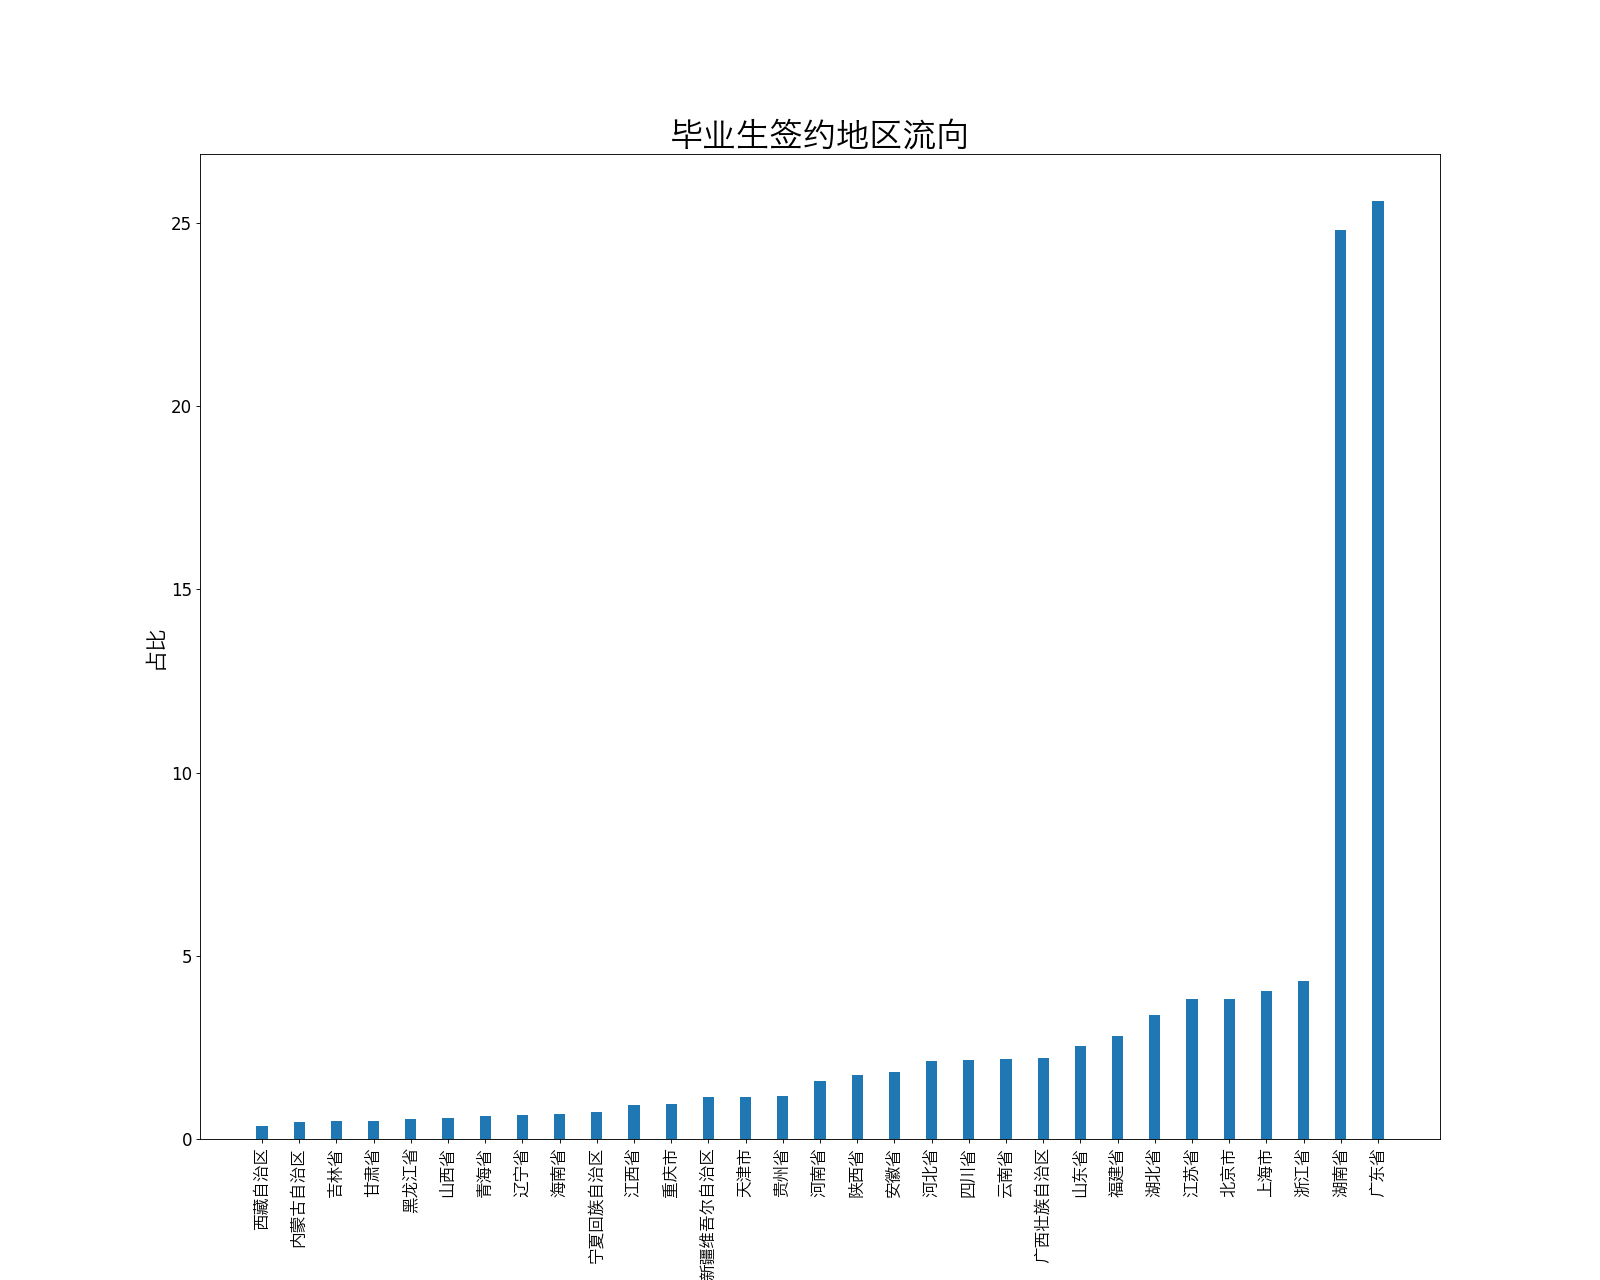 毕业生签约地区流向
占比
25
20
15
10
5
0
西藏自治区
内蒙古自治区
吉林省
甘肃省
黑龙江省
山西省
青海省
辽宁省
海南省
宁夏回族自治区
江西省
重庆市
新疆维吾尔自治区
天津市
贵州省
河南省
陕西省
安徽省
河北省
四川省
云南省
广西壮族自治区
山东省
福建省
湖北省
江苏省
北京市
上海市
浙江省
湖南省
广东省